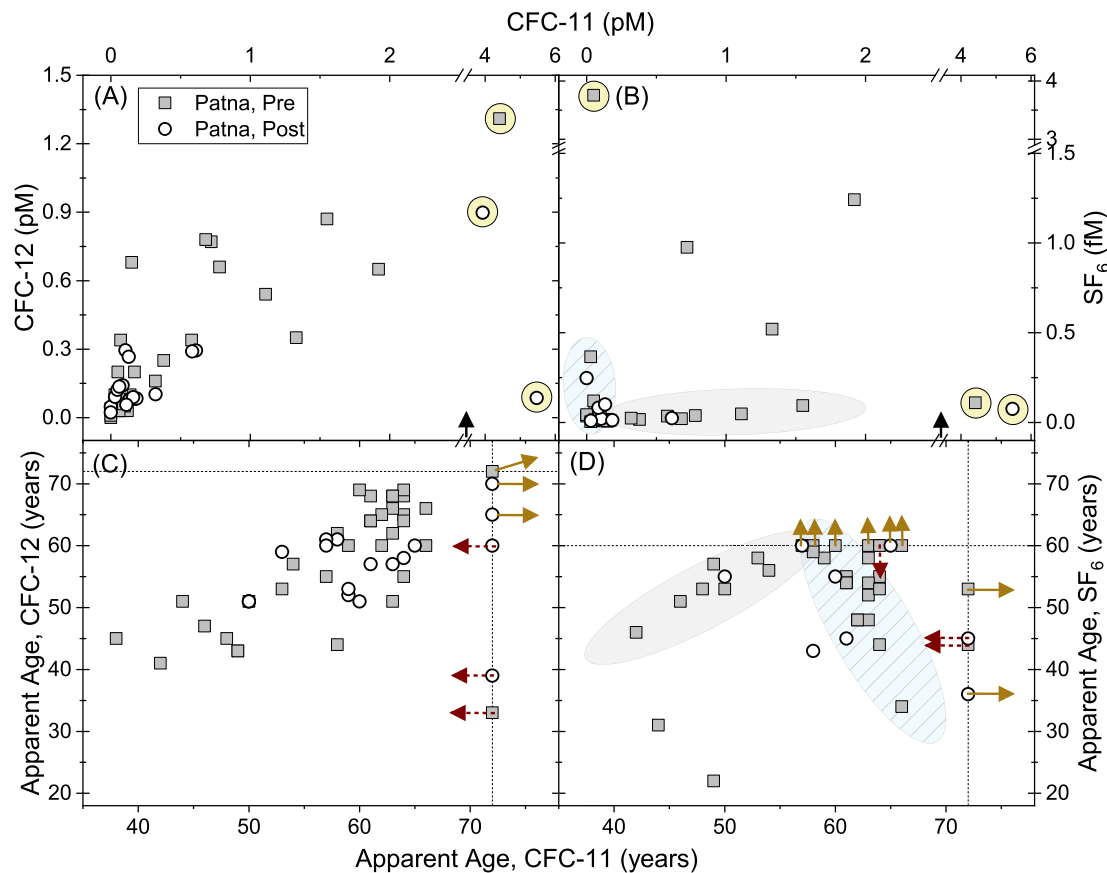 CFC-11 (pM)
0 1 2 4 6
0 1 2 4 6
(A)
Patna, Pre
Patna, Post
1.5
1.2
0.9
0.6
0.3
0.0
CFC-12 (pM)
(B)
4
3
1.5
1.0
0.5
0.0
SF6 (fM)
(C)
70
60
50
40
30
20
Apparent Age, CFC-12 (years)
(D)
70
60
50
40
30
20
Apparent Age, SF6 (years)
40 50 60 70
40 50 60 70
Apparent Age, CFC-11 (years)